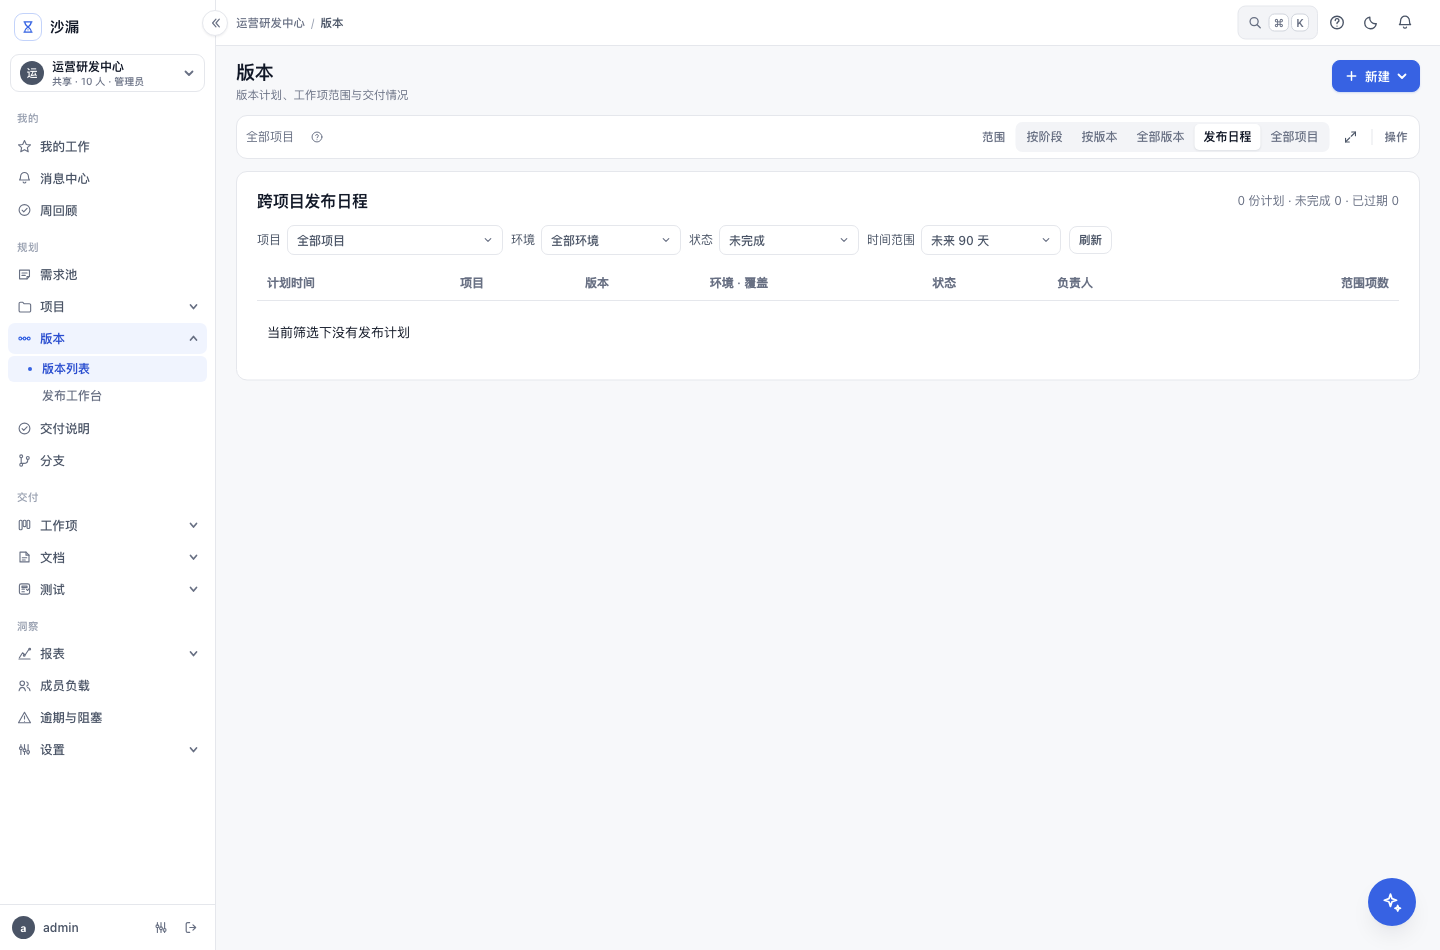 沙漏
运
运营研发中心
共享 · 10 人 · 管理员
我的
我的工作
消息中心
周回顾
规划
需求池
项目
版本
版本列表
发布工作台
交付说明
分支
交付
工作项
文档
测试
洞察
报表
成员负载
逾期与阻塞
设置
a admin
运营研发中心 / 版本
⌘ K
版本
版本计划、工作项范围与交付情况
新建
全部项目
范围 按阶段 按版本 全部版本 发布日程 全部项目 操作
跨项目发布日程
0 份计划 · 未完成 0 · 已过期 0
项目 全部项目 环境 全部环境 状态 未完成 时间范围 未来 90 天 刷新
计划时间 项目 版本 环境 · 覆盖 状态 负责人 范围项数
当前筛选下没有发布计划